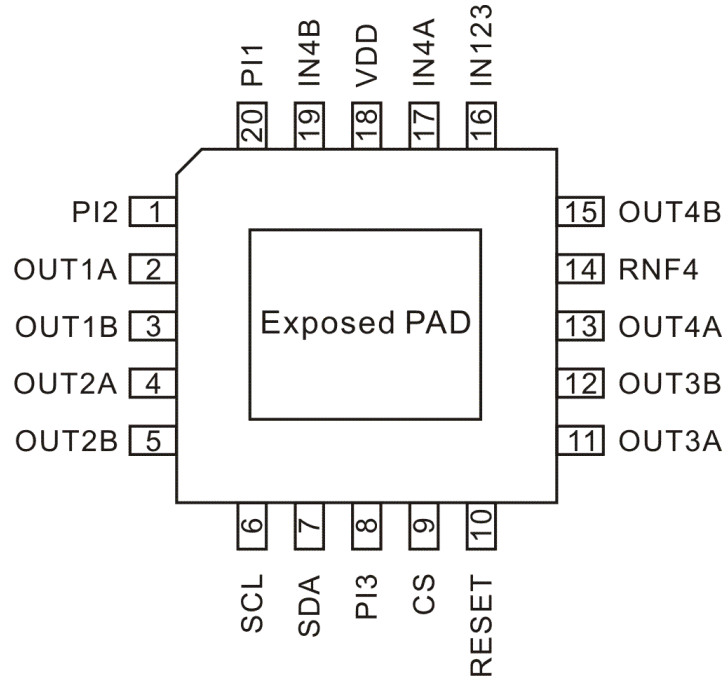 PI1 IN4B VDD IN4A IN123
20 19 18 17 16
PI2 1 15 OUT4B
OUT1A 2 14 RNF4
OUT1B 3 Exposed PAD 13 OUT4A
OUT2A 4 12 OUT3B
OUT2B 5 11 OUT3A
6 7 8 9 10
SCL SDA PI3 CS RESET